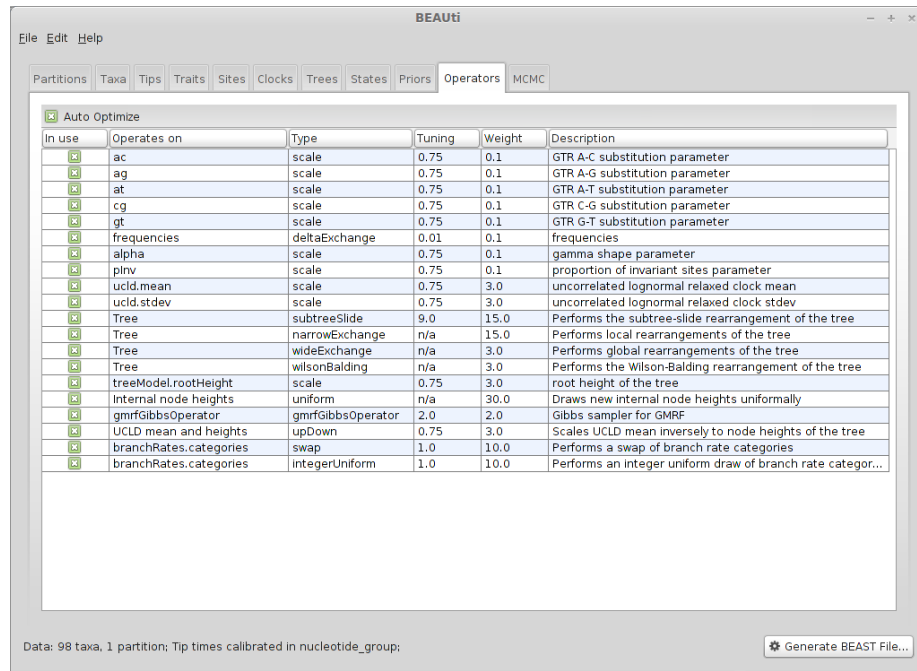 BEAUti
File Edit Help
Partitions Taxa Tips Traits Sites Clocks Trees States Priors Operators MCMC
Auto Optimize
In use Operates on Type Tuning Weight Description
ac scale 0.75 0.1 GTR A-C substitution parameter
ag scale 0.75 0.1 GTR A-G substitution parameter
at scale 0.75 0.1 GTR A-T substitution parameter
cg scale 0.75 0.1 GTR C-G substitution parameter
gt scale 0.75 0.1 GTR G-T substitution parameter
frequencies deltaExchange 0.01 0.1 frequencies
alpha scale 0.75 0.1 gamma shape parameter
pInv scale 0.75 0.1 proportion of invariant sites parameter
ucld.mean scale 0.75 3.0 uncorrelated lognormal relaxed clock mean
ucld.stdev scale 0.75 3.0 uncorrelated lognormal relaxed clock stdev
Tree subtreeSlide 9.0 15.0 Performs the subtree-slide rearrangement of the tree
Tree narrowExchange n/a 15.0 Performs local rearrangements of the tree
Tree wideExchange n/a 3.0 Performs global rearrangements of the tree
Tree wilsonBalding n/a 3.0 Performs the Wilson-Balding rearrangement of the tree
treeModel.rootHeight scale 0.75 3.0 root height of the tree
Internal node heights uniform n/a 30.0 Draws new internal node heights uniformally
gmrfGibbsOperator gmrfGibbsOperator 2.0 2.0 Gibbs sampler for GMRF
UCLD mean and heights upDown 0.75 3.0 Scales UCLD mean inversely to node heights of the tree
branchRates.categories swap 1.0 10.0 Performs a swap of branch rate categories
branchRates.categories integerUniform 1.0 10.0 Performs an integer uniform draw of branch rate categor...
Data: 98 taxa, 1 partition; Tip times calibrated in nucleotide_group;
Generate BEAST File...